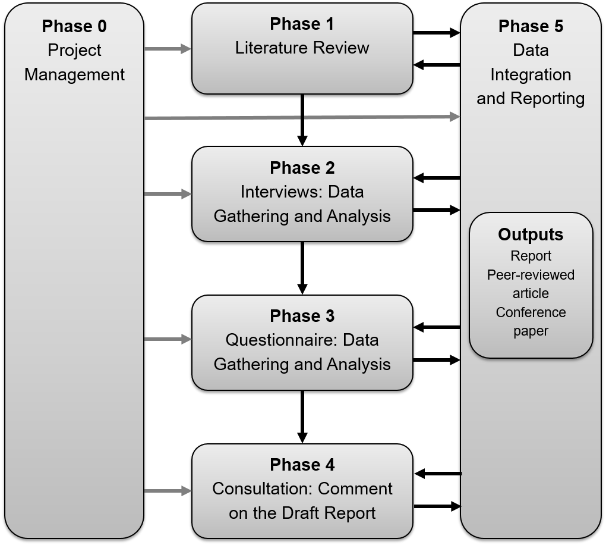 Phase 0
Project
Management
Phase 1
Literature Review
Phase 2
Interviews: Data
Gathering and Analysis
Phase 3
Questionnaire: Data
Gathering and Analysis
Phase 4
Consultation: Comment
on the Draft Report
Phase 5
Data
Integration
and Reporting
Outputs
Report
Peer-reviewed
article
Conference
paper